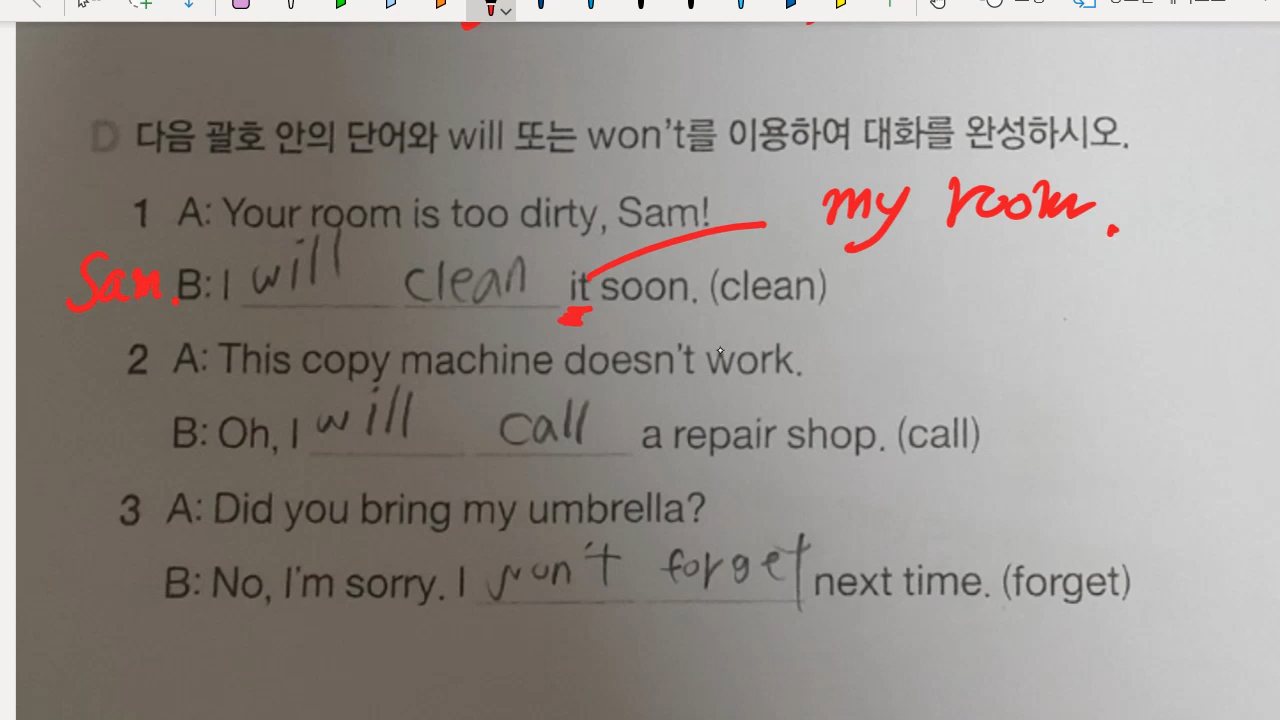 D 다음 괄호 안의 단어와 will 또는 won't를 이용하여 대화를 완성하시오.
1 A: Your room is too dirty, Sam! my room.
Sam. B: I will clean it soon. (clean)
2 A: This copy machine doesn't work.
B: Oh, I will call a repair shop. (call)
3 A: Did you bring my umbrella?
B: No, I'm sorry. I won't forget next time. (forget)